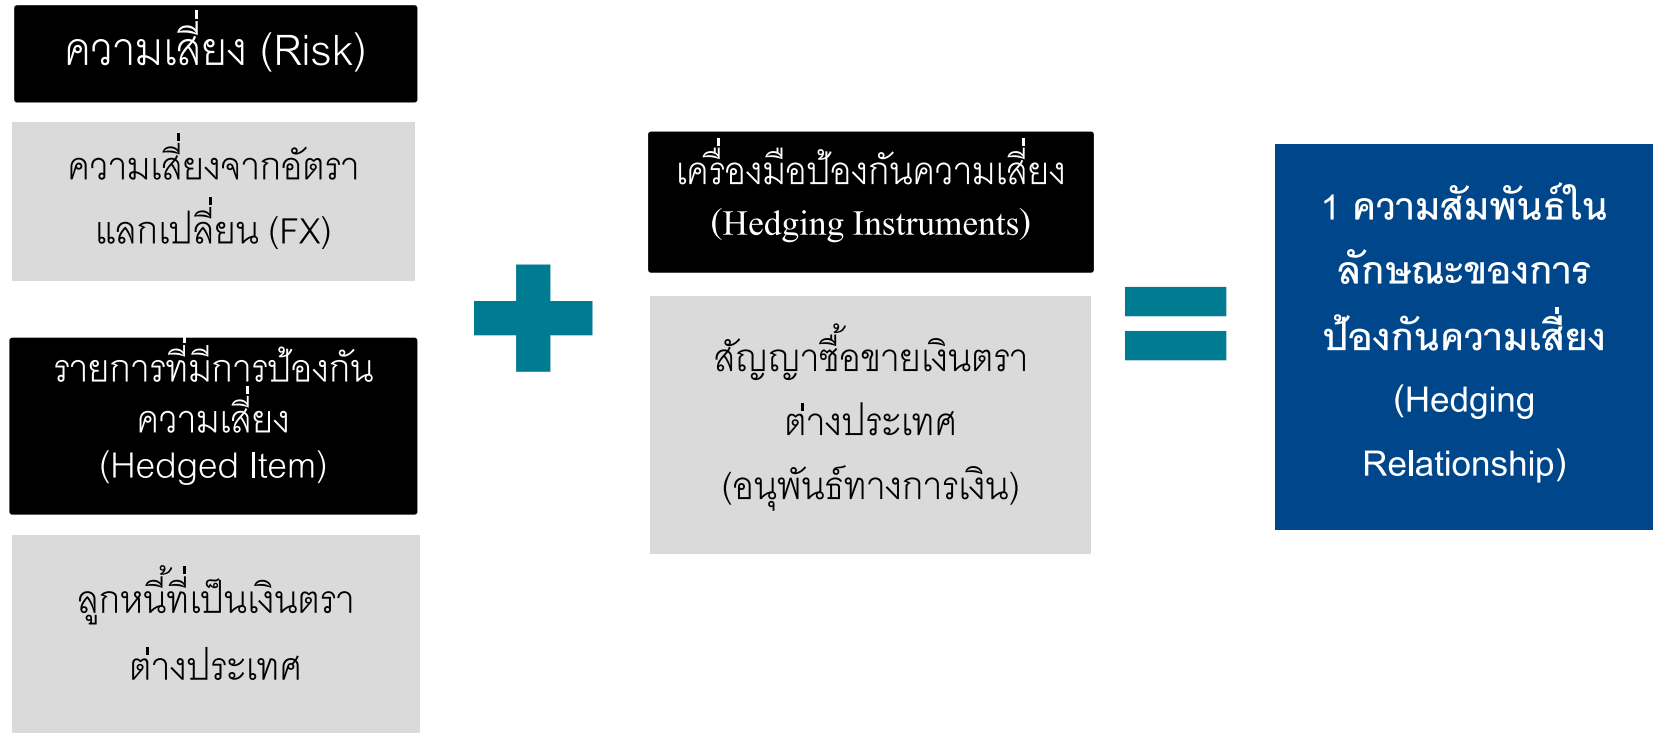 ความเสี่ยง (Risk)
ความเสี่ยงจากอัตรา
แลกเปลี่ยน (FX)
รายการที่มีการป้องกัน
ความเสี่ยง
(Hedged Item)
ลูกหนี้ที่เป็นเงินตรา
ต่างประเทศ
เครื่องมือป้องกันความเสี่ยง
(Hedging Instruments)
สัญญาซื้อขายเงินตรา
ต่างประเทศ
(อนุพันธ์ทางการเงิน)
1 ความสัมพันธ์ใน
ลักษณะของการ
ป้องกันความเสี่ยง
(Hedging
Relationship)